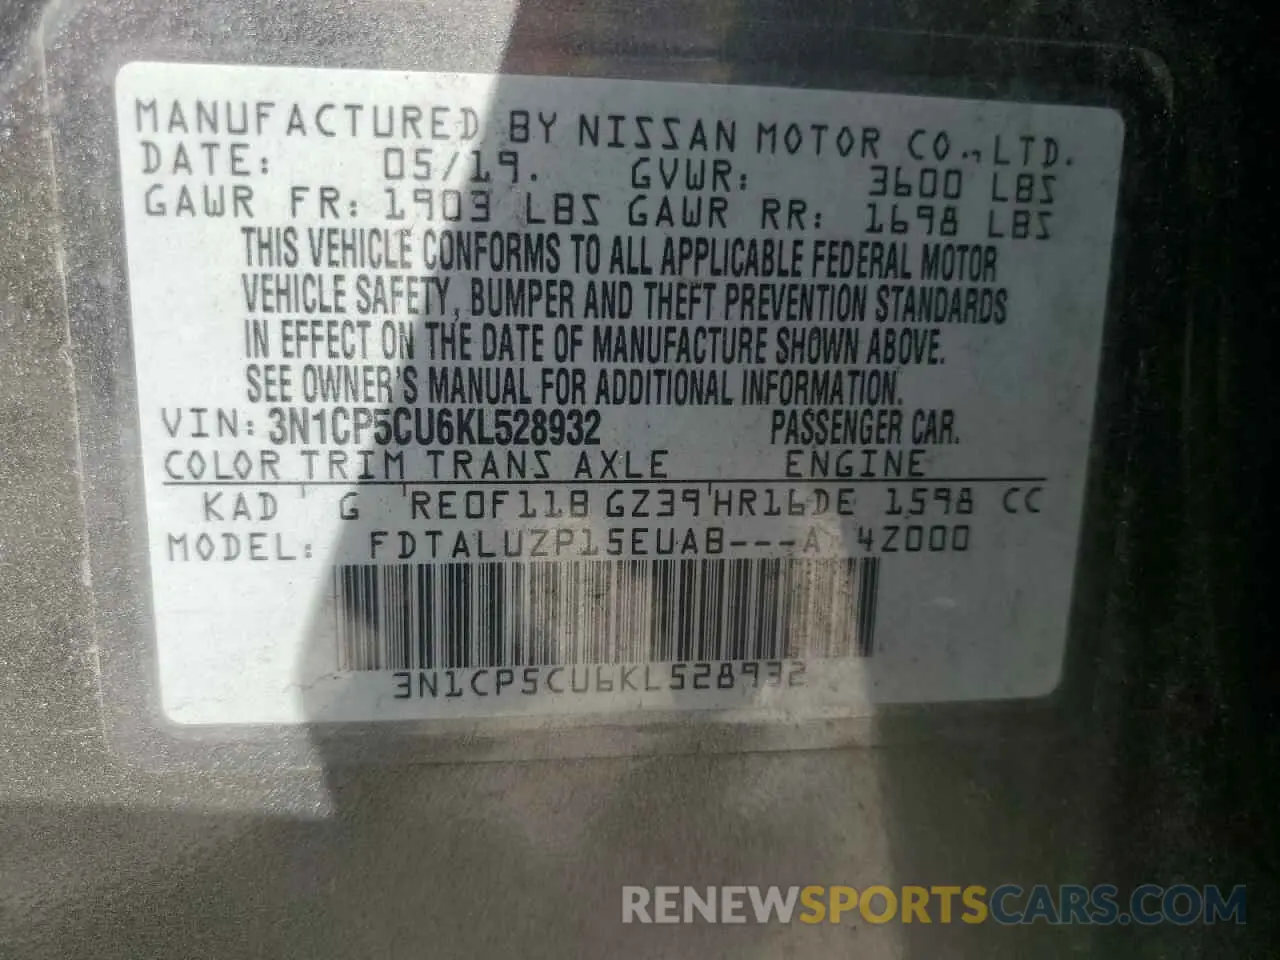 MANUFACTURED BY NISSAN MOTOR CO., LTD.
DATE: 05/19. GVWR: 3600 LBS
GAWR FR: 1903 LBS GAWR RR: 1698 LBS
THIS VEHICLE CONFORMS TO ALL APPLICABLE FEDERAL MOTOR
VEHICLE SAFETY, BUMPER AND THEFT PREVENTION STANDARDS
IN EFFECT ON THE DATE OF MANUFACTURE SHOWN ABOVE.
SEE OWNER'S MANUAL FOR ADDITIONAL INFORMATION.
VIN: 3N1CP5CU6KL528932 PASSENGER CAR.
COLOR TRIM TRANS AXLE ENGINE
KAD G RE0F11B GZ39 HR16DE 1598 CC
MODEL: FDTALUZP15EUAB---A 4Z000
3N1CP5CU6KL528932
RENEWSPORTSCARS.COM